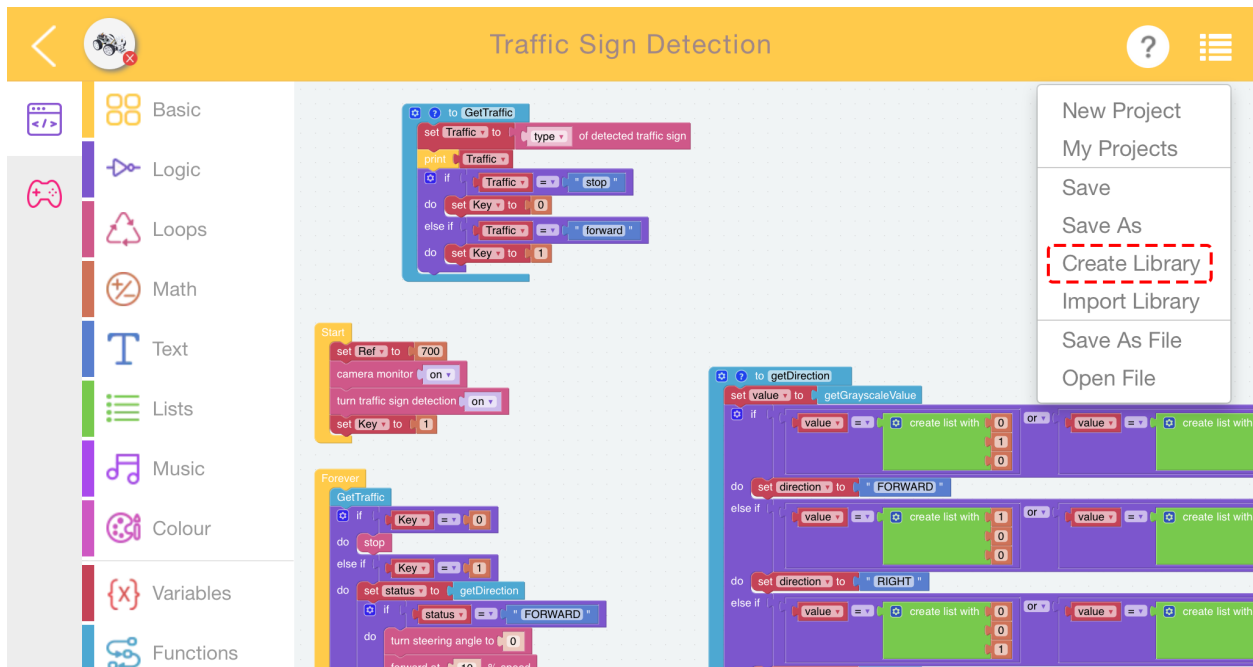 Traffic Sign Detection
?
</>
Basic
Logic
Loops
Math
Text
Lists
Music
Colour
{x} Variables
Functions
New Project
My Projects
Save
Save As
Create Library
Import Library
Save As File
Open File
? to GetTraffic
set Traffic to type of detected traffic sign
print Traffic
if Traffic = " stop "
do set Key to 0
else if Traffic = " forward "
do set Key to 1
Start
set Ref to 700
camera monitor on
turn traffic sign detection on
set Key to 1
Forever
GetTraffic
if Key = 0
do stop
else if Key = 1
do set status to getDirection
if status = " FORWARD "
do turn steering angle to 0
forward at 10 % speed
? to getDirection
set value to getGrayscaleValue
if value = create list with 0 or value = create list with
1
0
do set direction to " FORWARD "
else if value = create list with 1 or value = create list with
0
0
do set direction to " RIGHT "
else if value = create list with 0 or value = create list with
0
1